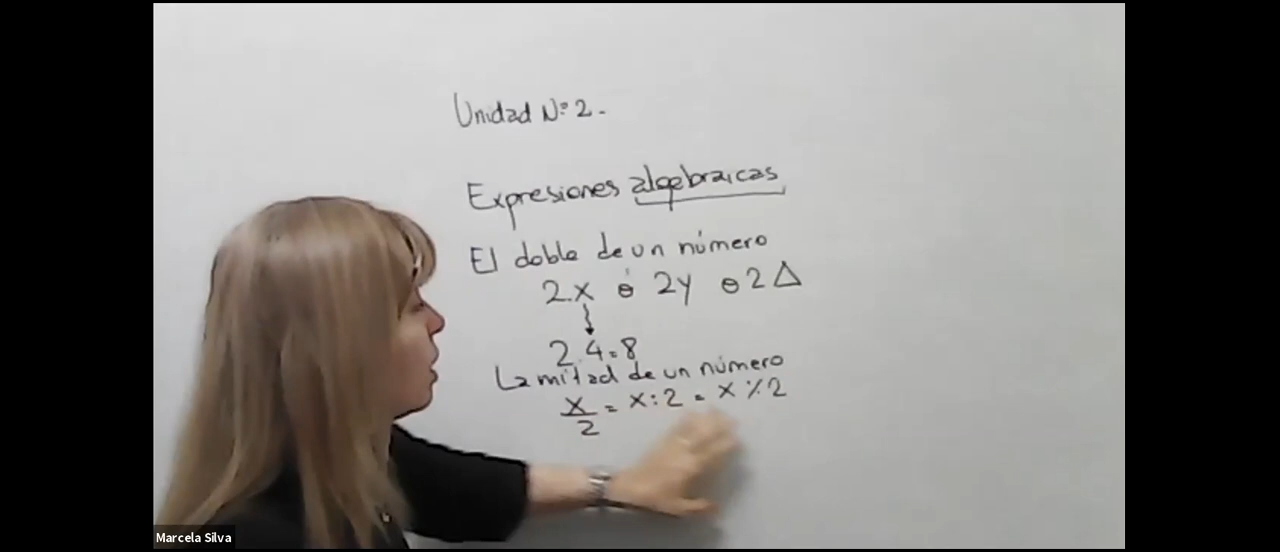 Unidad Nº 2.
Expresiones algebraicas
El doble de un número
2.x ó 2y o 2 △
2.4=8
La mitad de un número
x/2 = x:2 = x ÷ 2
Marcela Silva